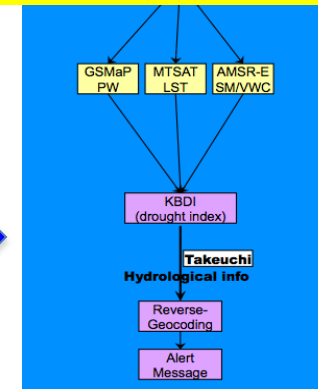 GSMaP MTSAT AMSR-E
PW LST SM/VWC
KBDI
(drought index)
Takeuchi
Hydrological info
Reverse-
Geocoding
Alert
Message